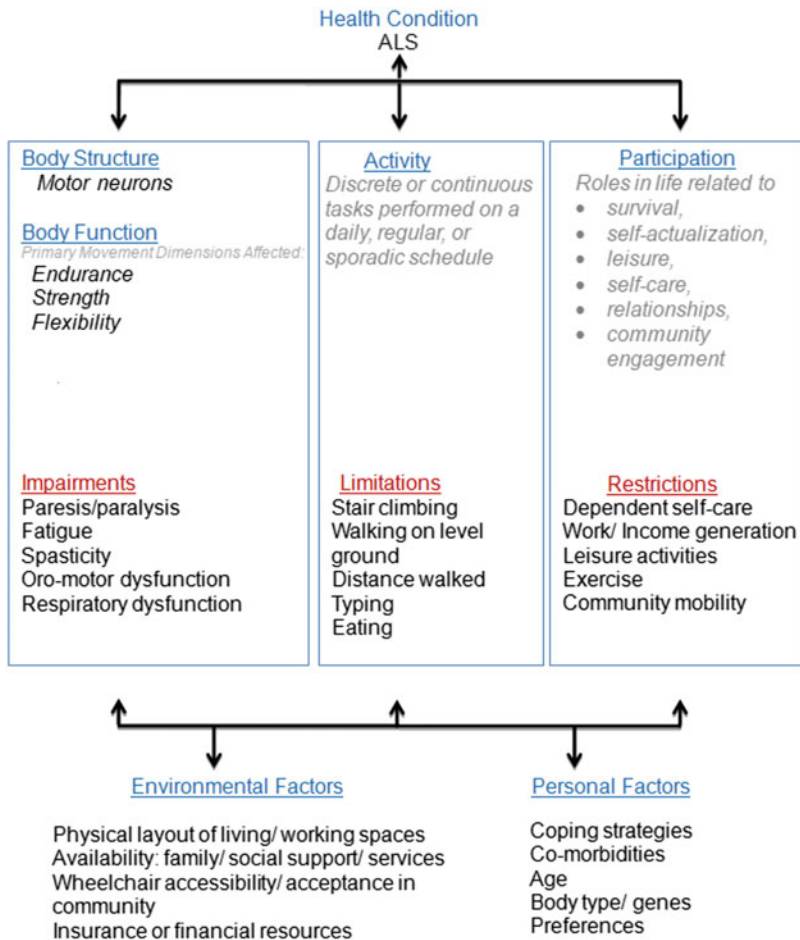 Health Condition
ALS
Body Structure
Motor neurons
Body Function
Primary Movement Dimensions Affected:
Endurance
Strength
Flexibility
Impairments
Paresis/paralysis
Fatigue
Spasticity
Oro-motor dysfunction
Respiratory dysfunction
Activity
Discrete or continuous
tasks performed on a
daily, regular, or
sporadic schedule
Limitations
Stair climbing
Walking on level
ground
Distance walked
Typing
Eating
Participation
Roles in life related to
• survival,
• self-actualization,
• leisure,
• self-care,
• relationships,
• community
engagement
Restrictions
Dependent self-care
Work/ Income generation
Leisure activities
Exercise
Community mobility
Environmental Factors
Physical layout of living/ working spaces
Availability: family/ social support/ services
Wheelchair accessibility/ acceptance in
community
Insurance or financial resources
Personal Factors
Coping strategies
Co-morbidities
Age
Body type/ genes
Preferences